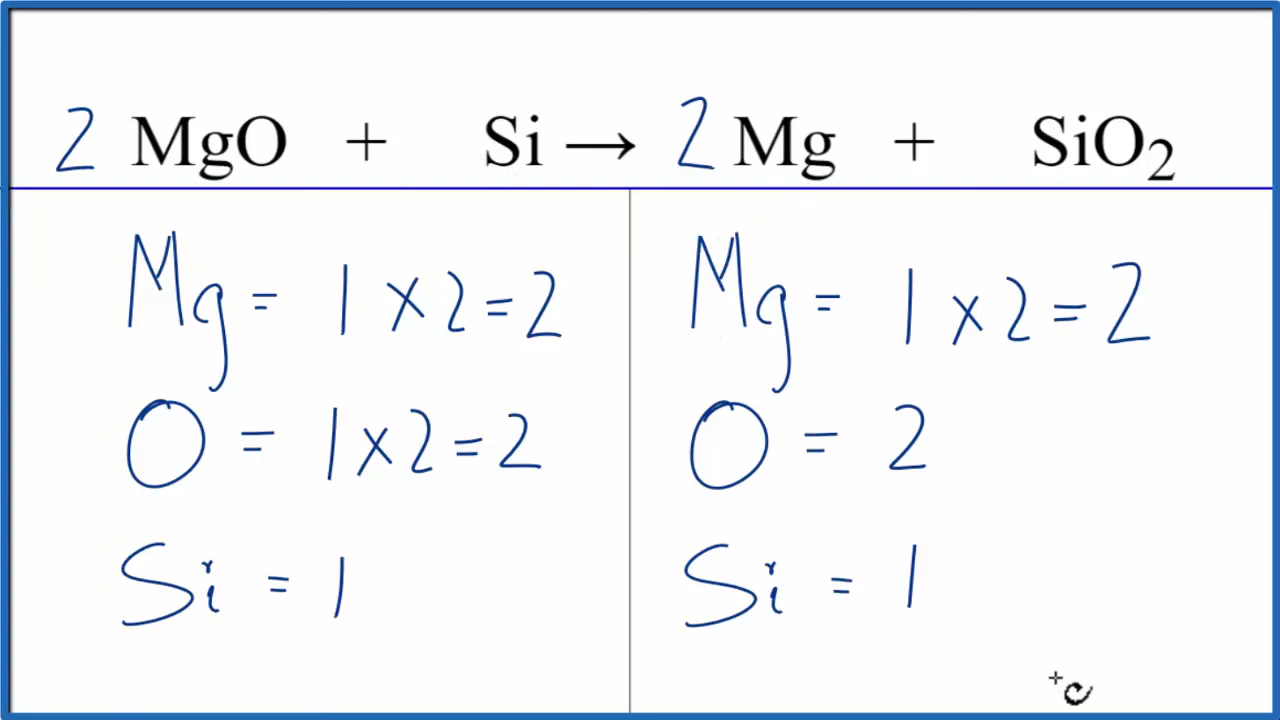 2 MgO + Si → 2 Mg + SiO₂
Mg = 1 x 2 = 2
O = 1 x 2 = 2
Si = 1
Mg = 1 x 2 = 2
O = 2
Si = 1